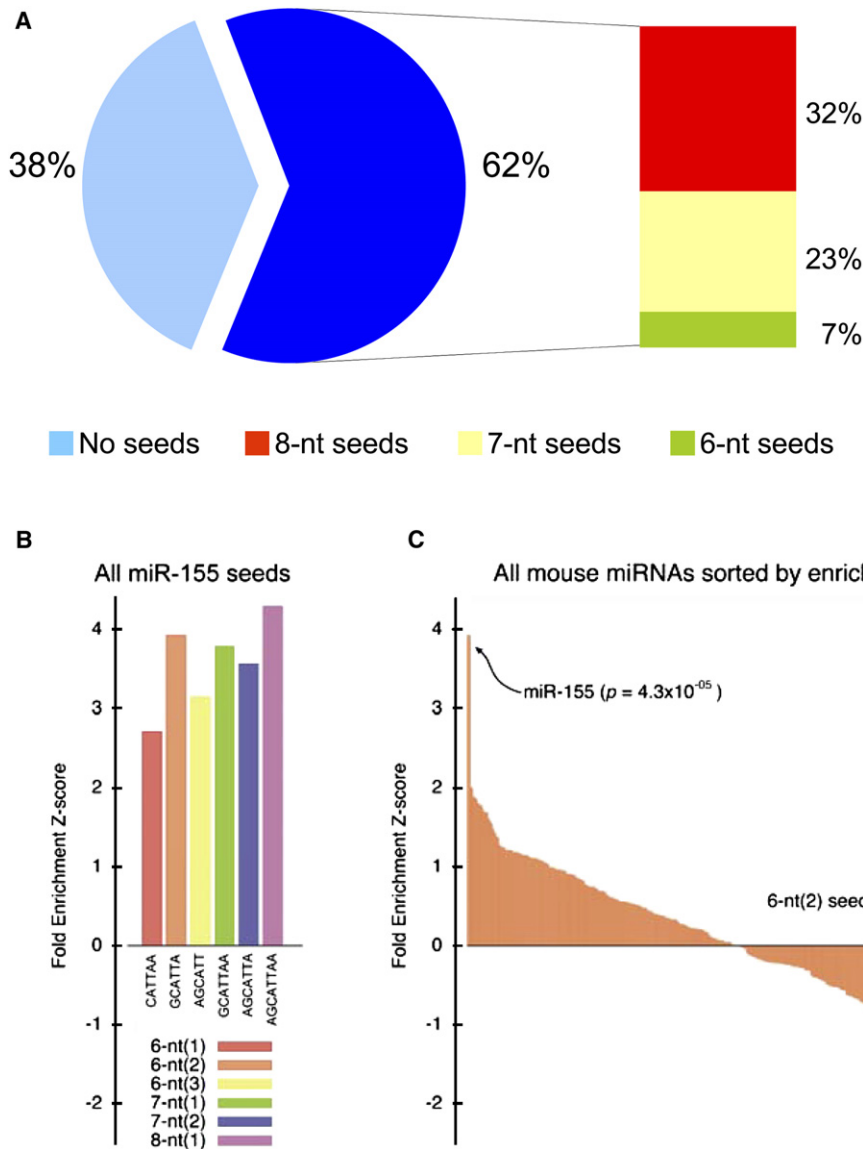 A
38%
62%
32%
23%
7%
No seeds
8-nt seeds
7-nt seeds
6-nt seeds
B
All miR-155 seeds
Fold Enrichment Z-score
4
3
2
1
0
-1
-2
CATTAA
GCATTA
AGCATT
GCATTAA
AGCATTA
AGCATTAA
6-nt(1)
6-nt(2)
6-nt(3)
7-nt(1)
7-nt(2)
8-nt(1)
C
All mouse miRNAs sorted by enrich
Fold Enrichment Z-score
4
3
2
1
0
-1
-2
miR-155 (p = 4.3x10⁻⁰⁵)
6-nt(2) seed